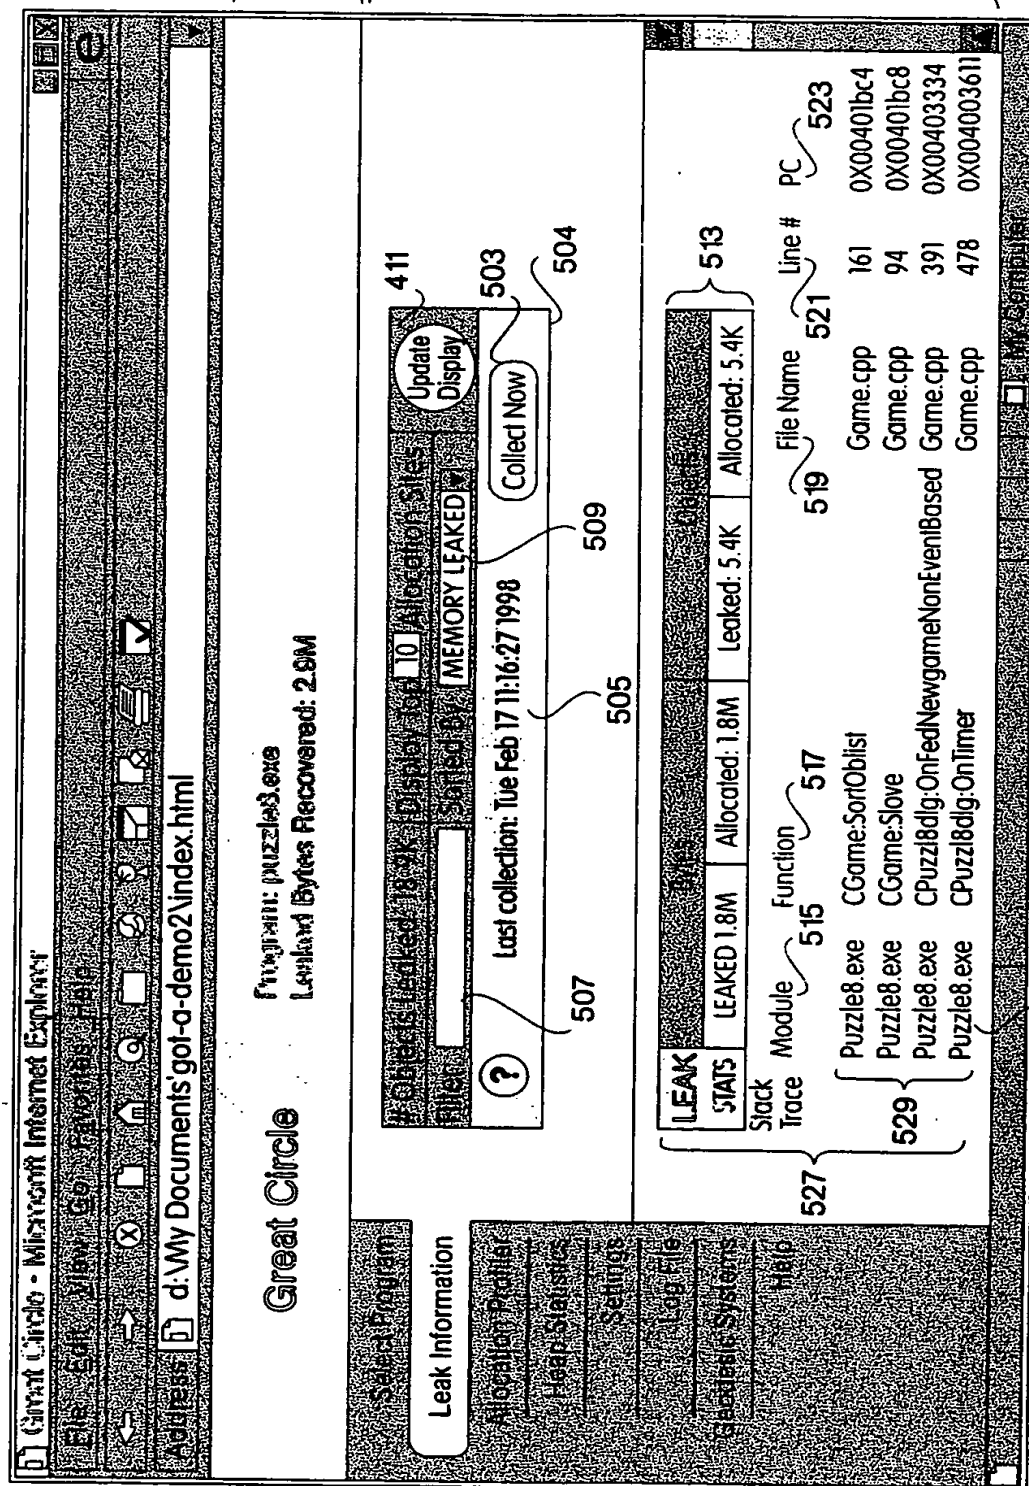 Great Circle - Microsoft Internet Explorer
File Edit View Go Favorites Help
Address d:\My Documents'got-a-demo2\index.html
Great Circle
Program: puzzle8.exe
Leaked Bytes Recovered: 2.9M
Select Program
Leak Information
Allocation Profiler
Heap Statistics
Settings
Log File
Geodesic Systems
Help
# Objects Leaked: 18.9K Display Top 10 Allocation Sites
Filter: Sorted By MEMORY LEAKED
Update
Display
411
? Last collection: Tue Feb 17 11:16:27 1998 Collect Now
503
504
507
505
509
LEAK Bytes Objects
STATS LEAKED 1.8M Allocated: 1.8M Leaked: 5.4K Allocated: 5.4K
513
Stack
Trace
Module Function File Name Line # PC
515
517
519
521
523
Puzzle8.exe CGame:SortOblist Game.cpp 161 0X00401bc4
Puzzle8.exe CGame:Slove Game.cpp 94 0X00401bc8
Puzzle8.exe CPuzzl8dg:OnFedNewgameNonEvenlBased Game.cpp 391 0X00403334
Puzzle8.exe CPuzzl8dlg:OnTimer Game.cpp 478 0X004003611
527
529
My Computer